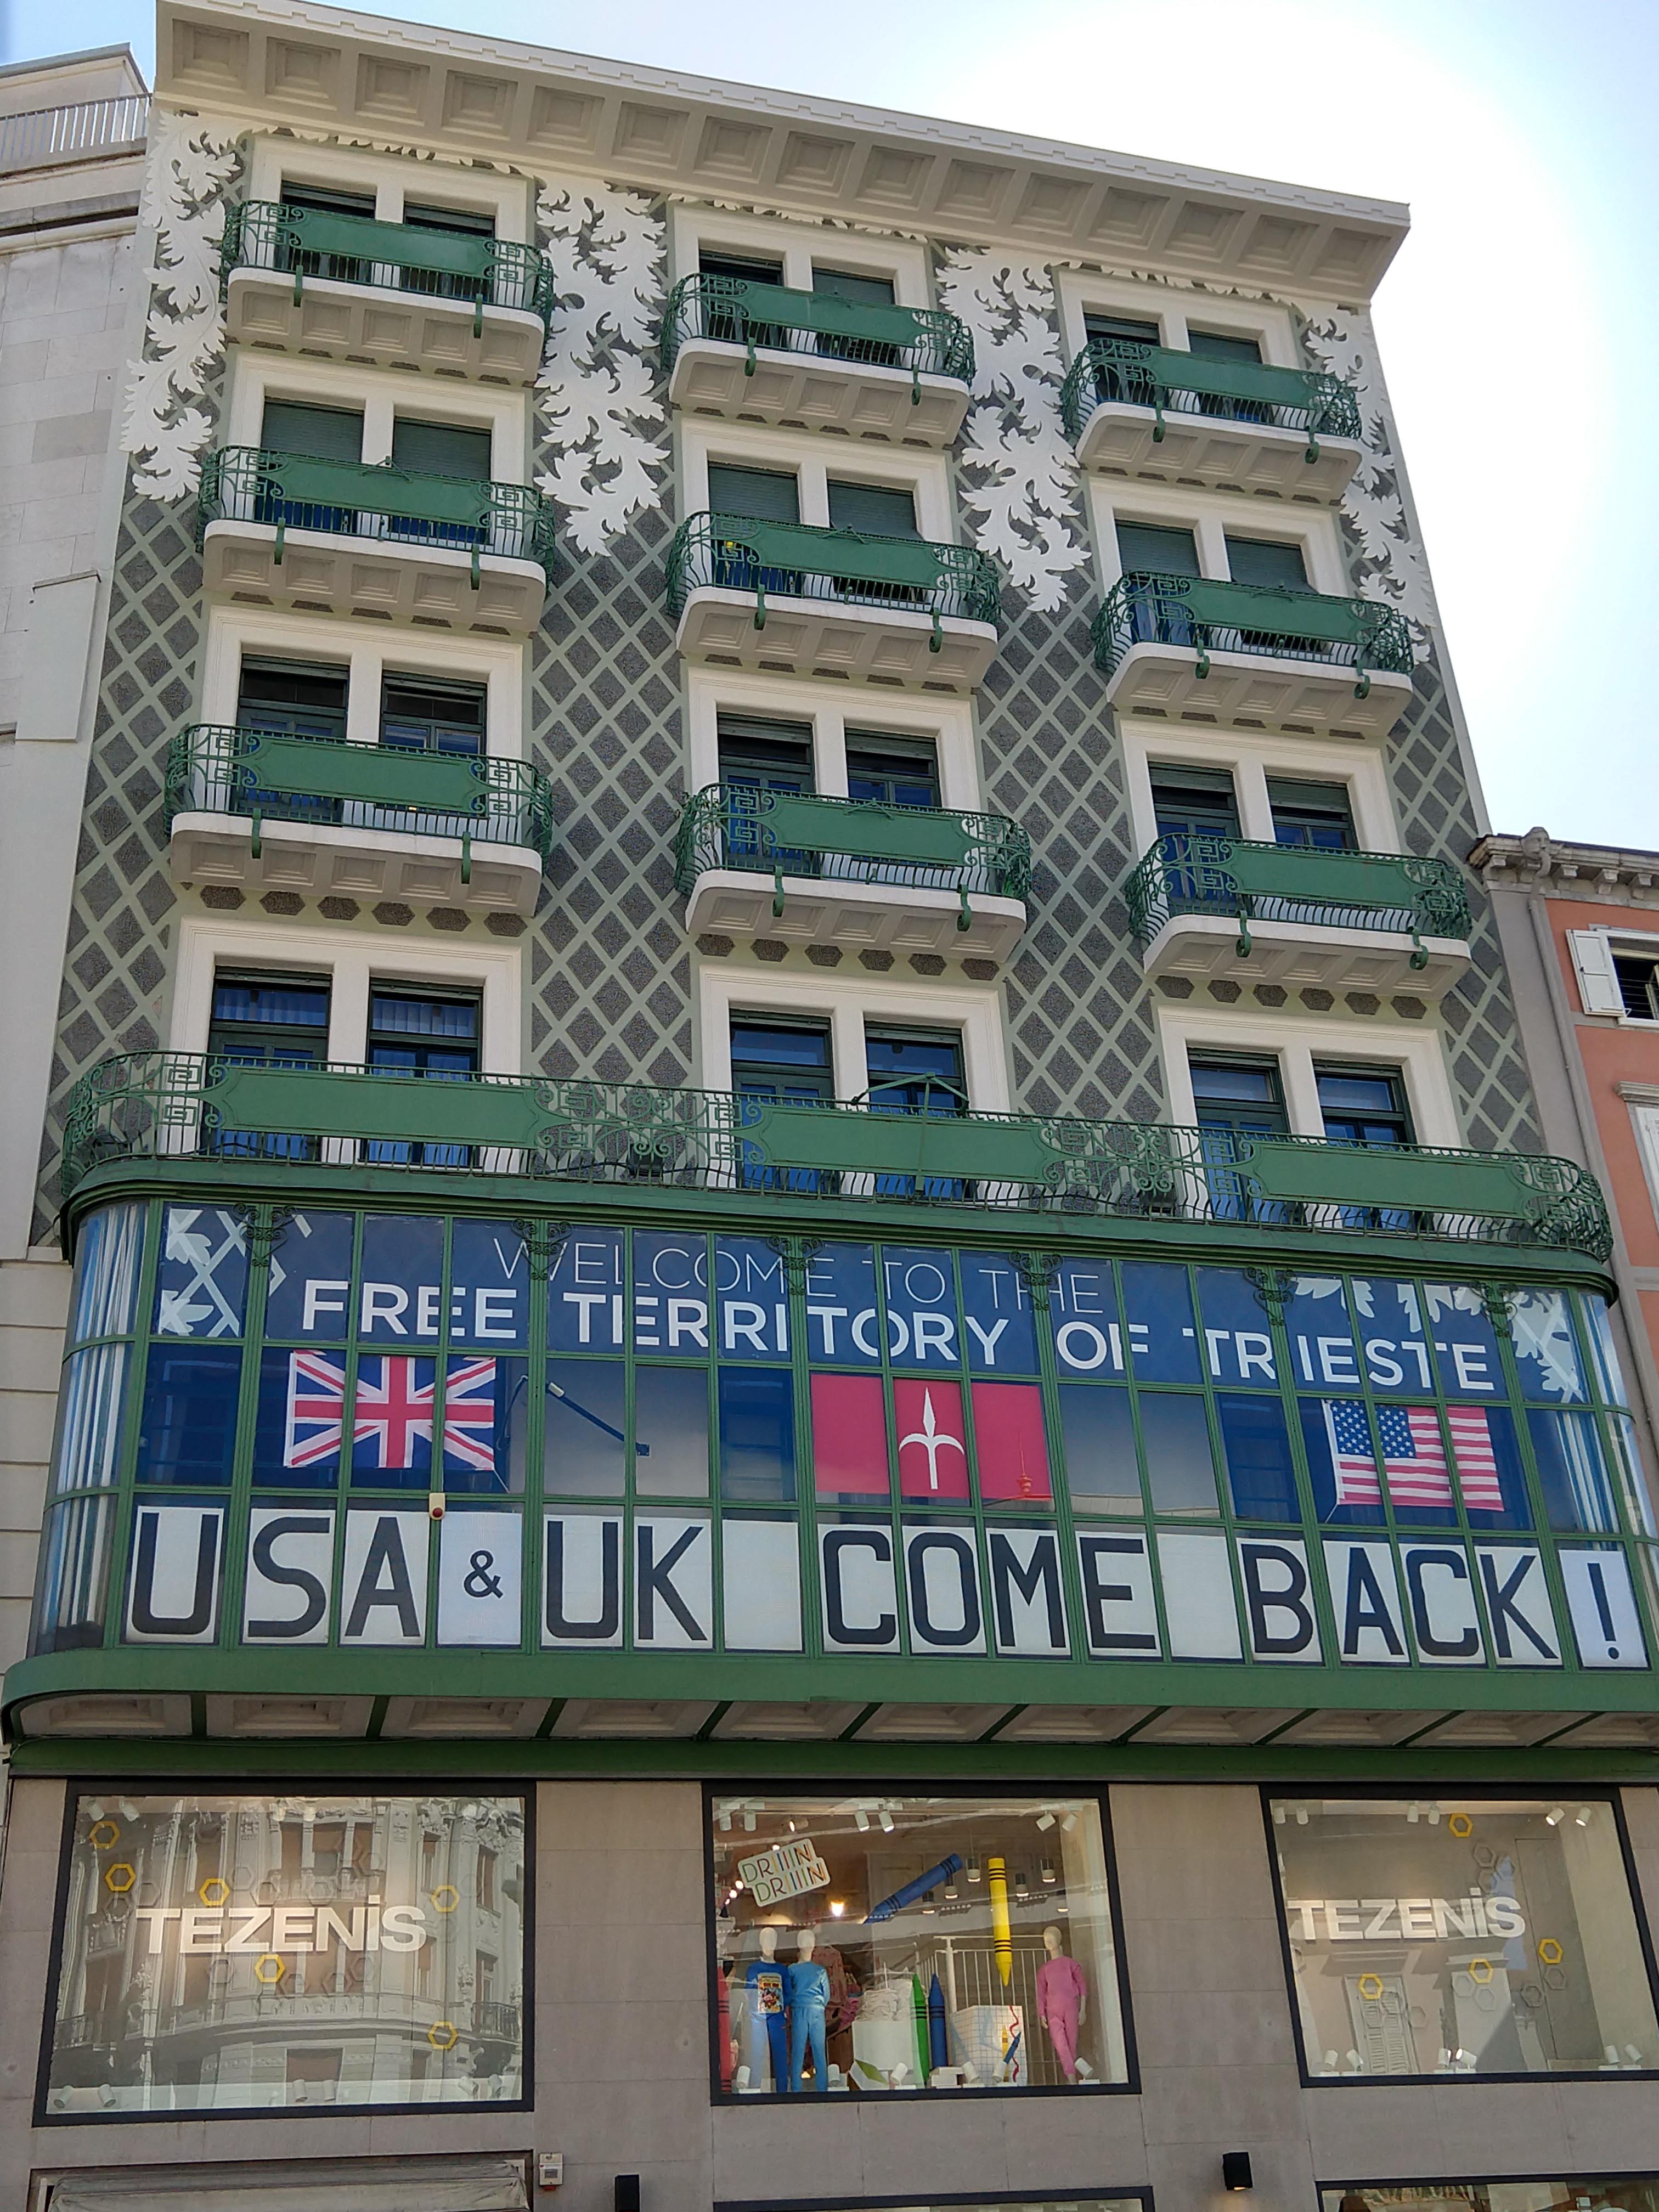 WELCOME TO THE
FREE TERRITORY OF TRIESTE
USA & UK COME BACK !
TEZENIS
DRIIIN
DRIIIN
TEZENIS